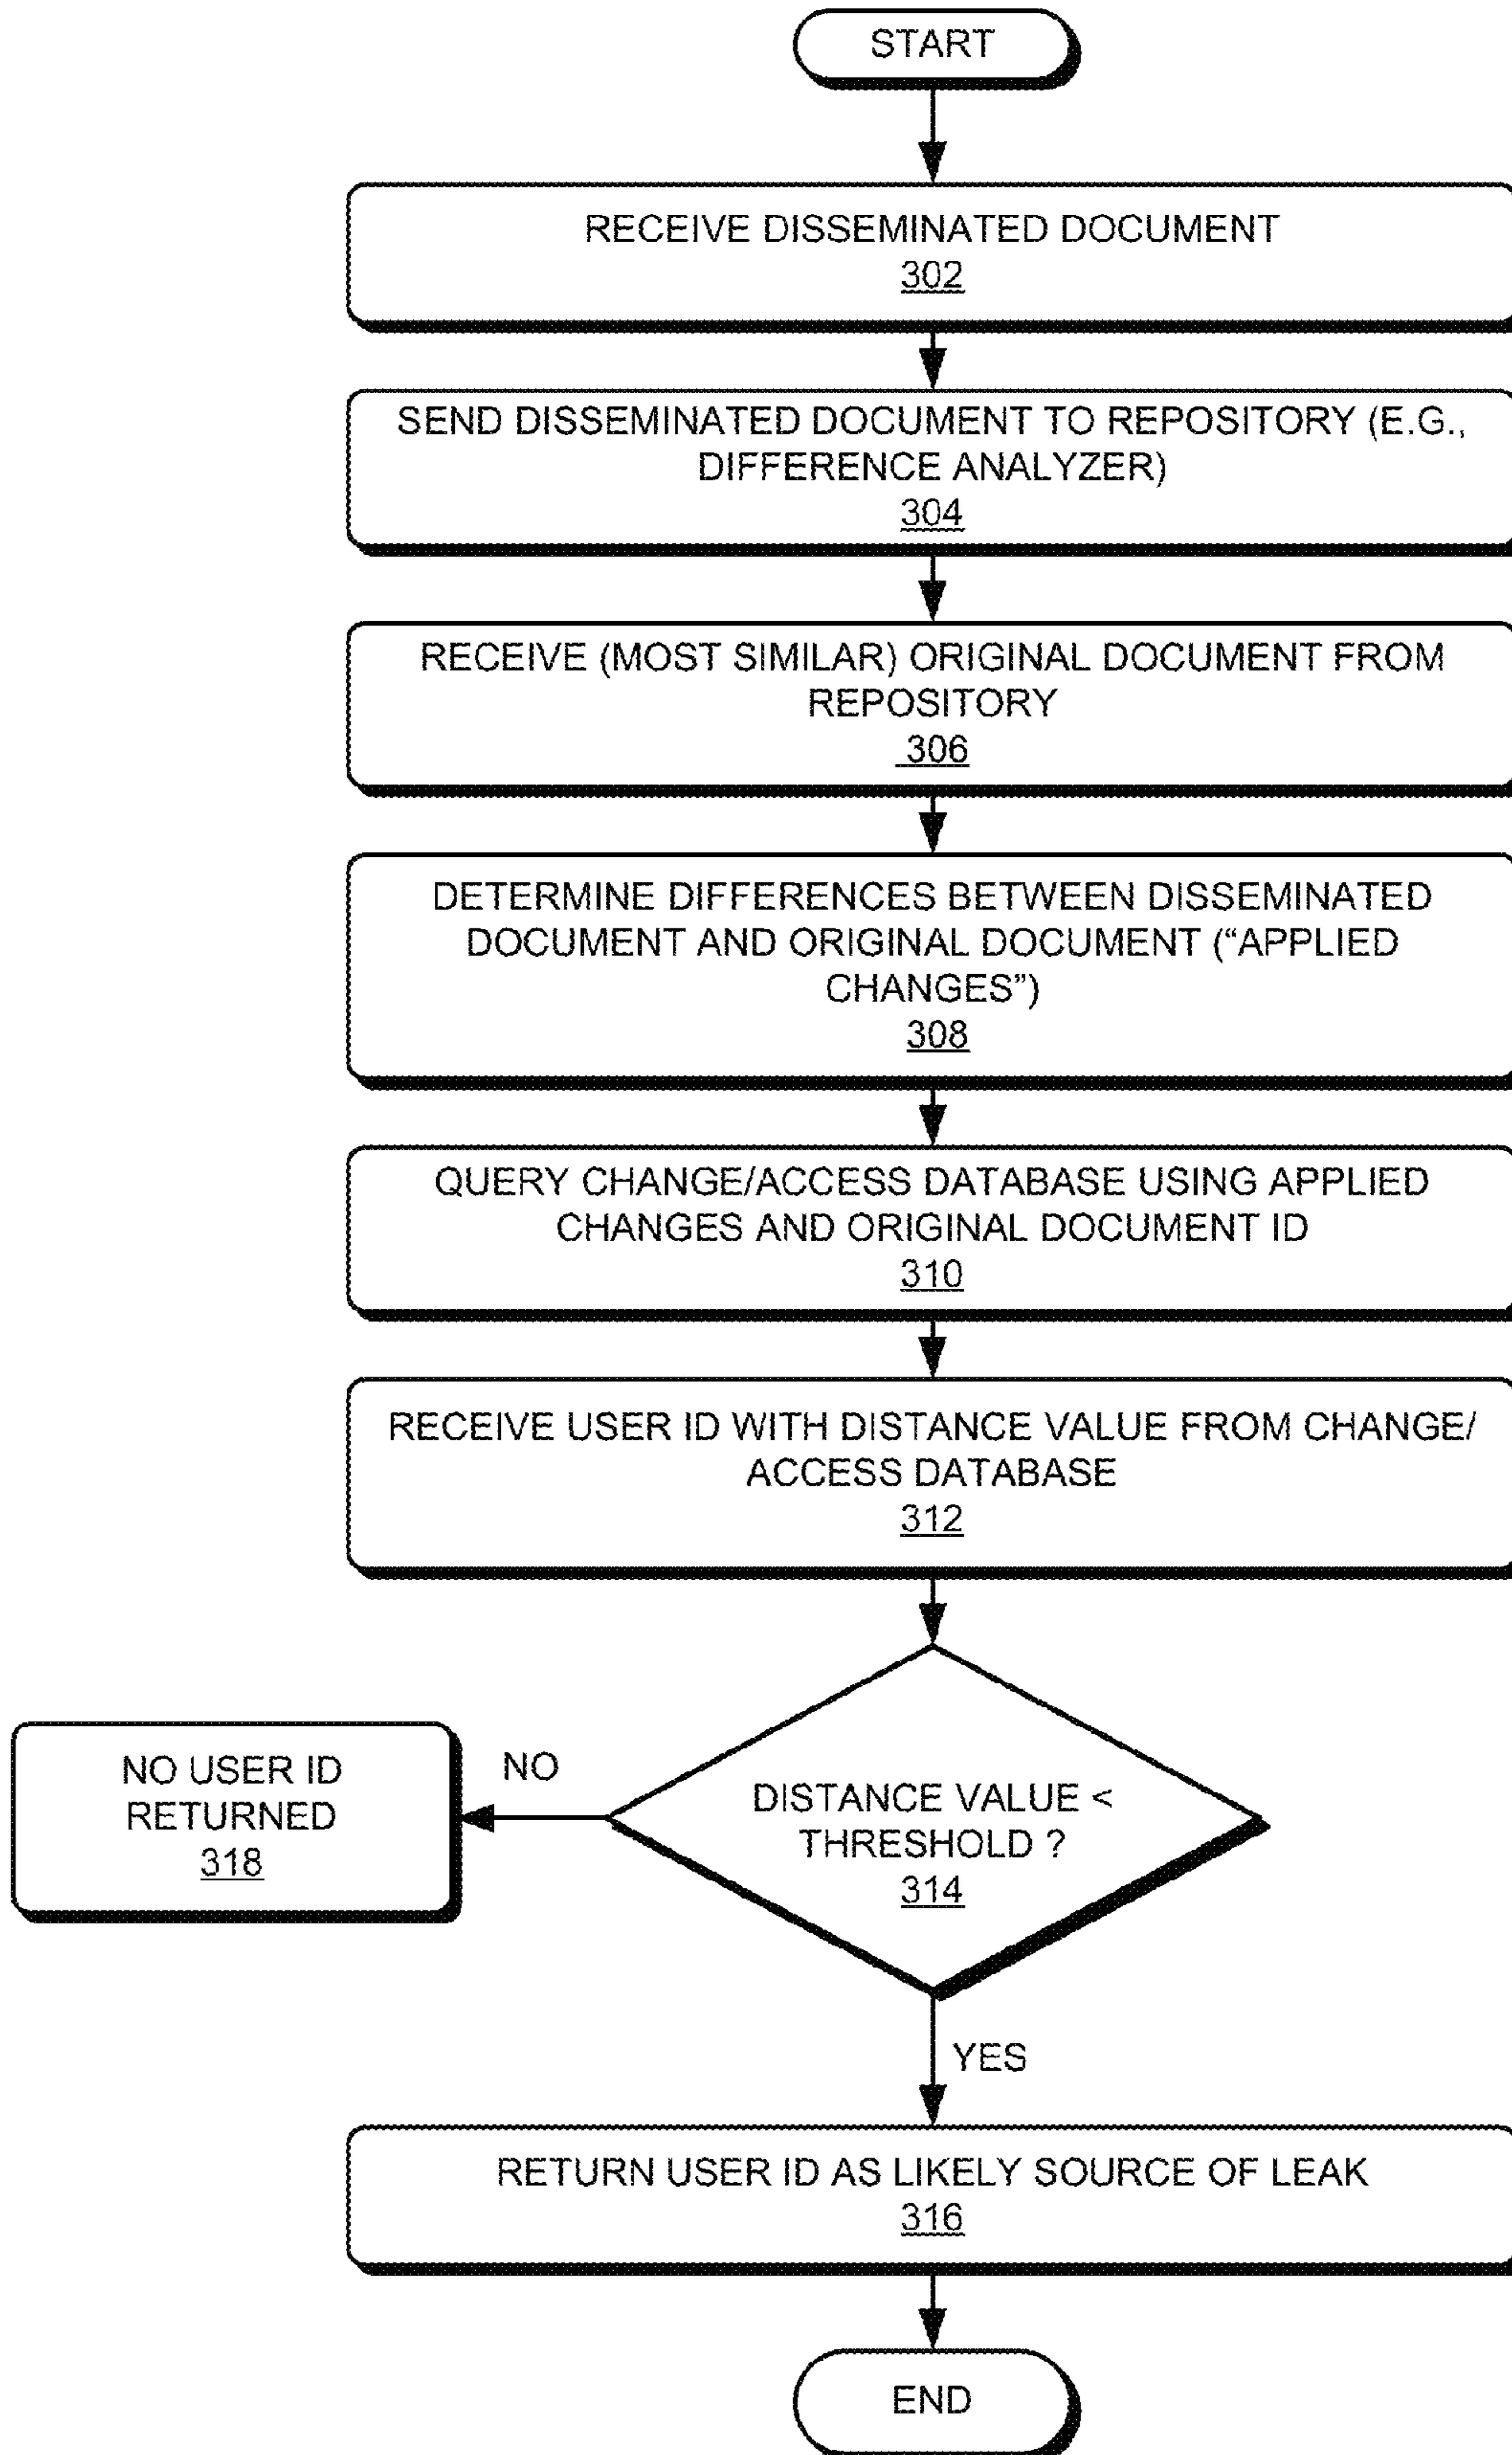 START
RECEIVE DISSEMINATED DOCUMENT
302
SEND DISSEMINATED DOCUMENT TO REPOSITORY (E.G.,
DIFFERENCE ANALYZER)
304
RECEIVE (MOST SIMILAR) ORIGINAL DOCUMENT FROM
REPOSITORY
306
DETERMINE DIFFERENCES BETWEEN DISSEMINATED
DOCUMENT AND ORIGINAL DOCUMENT (“APPLIED
CHANGES”)
308
QUERY CHANGE/ACCESS DATABASE USING APPLIED
CHANGES AND ORIGINAL DOCUMENT ID
310
RECEIVE USER ID WITH DISTANCE VALUE FROM CHANGE/
ACCESS DATABASE
312
DISTANCE VALUE <
THRESHOLD ?
314
NO
NO USER ID
RETURNED
318
YES
RETURN USER ID AS LIKELY SOURCE OF LEAK
316
END